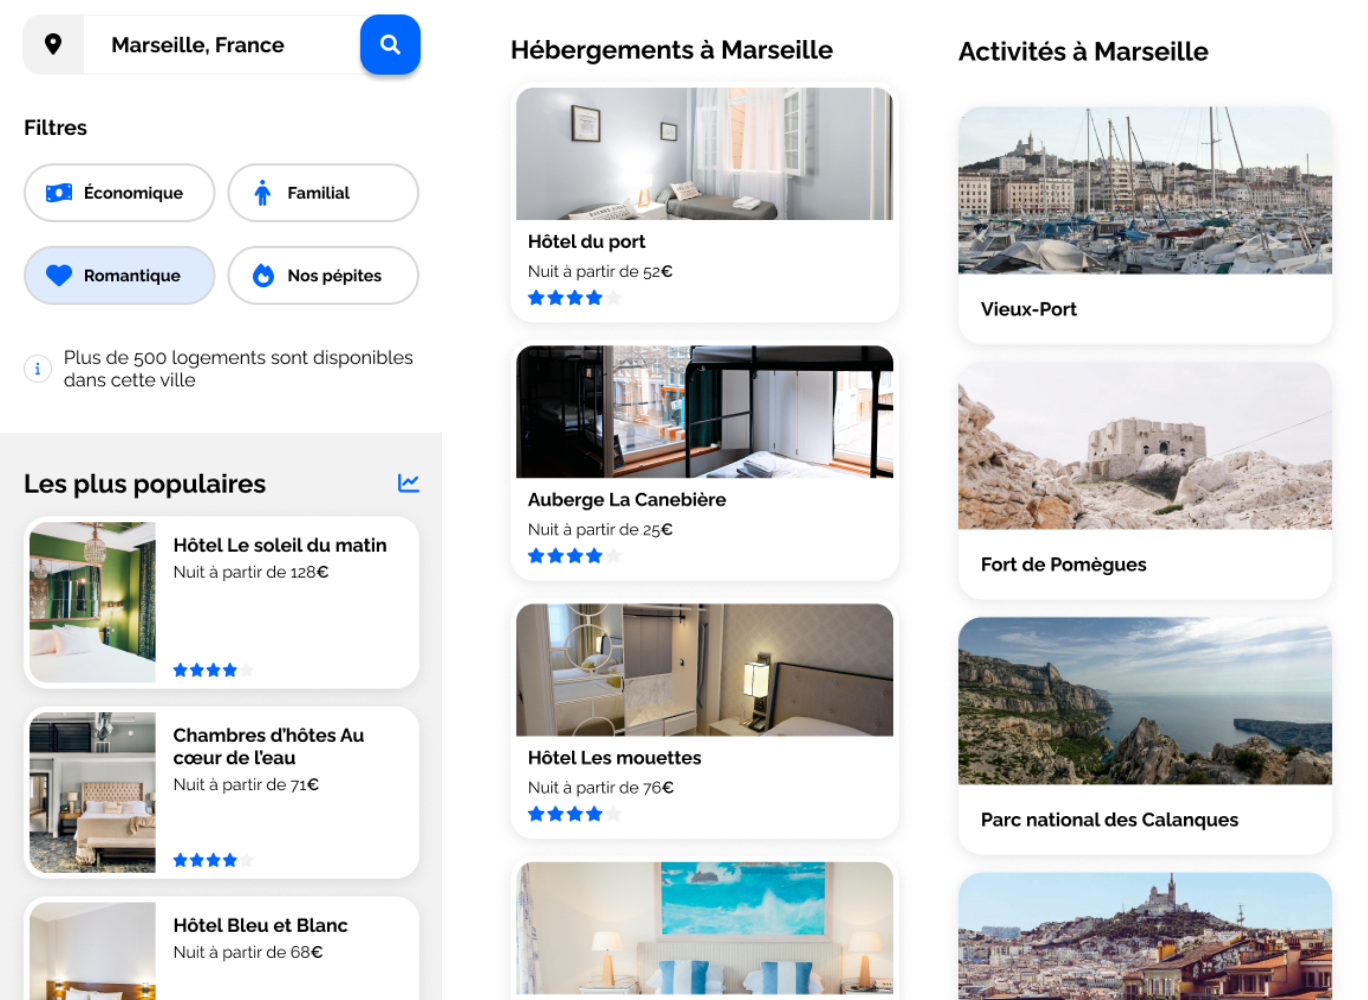 Marseille, France
Filtres
Économique
Familial
Romantique
Nos pépites
Plus de 500 logements sont disponibles
dans cette ville
Les plus populaires
Hôtel Le soleil du matin
Nuit à partir de 128€
Chambres d'hôtes Au
cœur de l'eau
Nuit à partir de 71€
Hôtel Bleu et Blanc
Nuit à partir de 68€
Hébergements à Marseille
Hôtel du port
Nuit à partir de 52€
Auberge La Canebière
Nuit à partir de 25€
Hôtel Les mouettes
Nuit à partir de 76€
Activités à Marseille
Vieux-Port
Fort de Pomègues
Parc national des Calanques